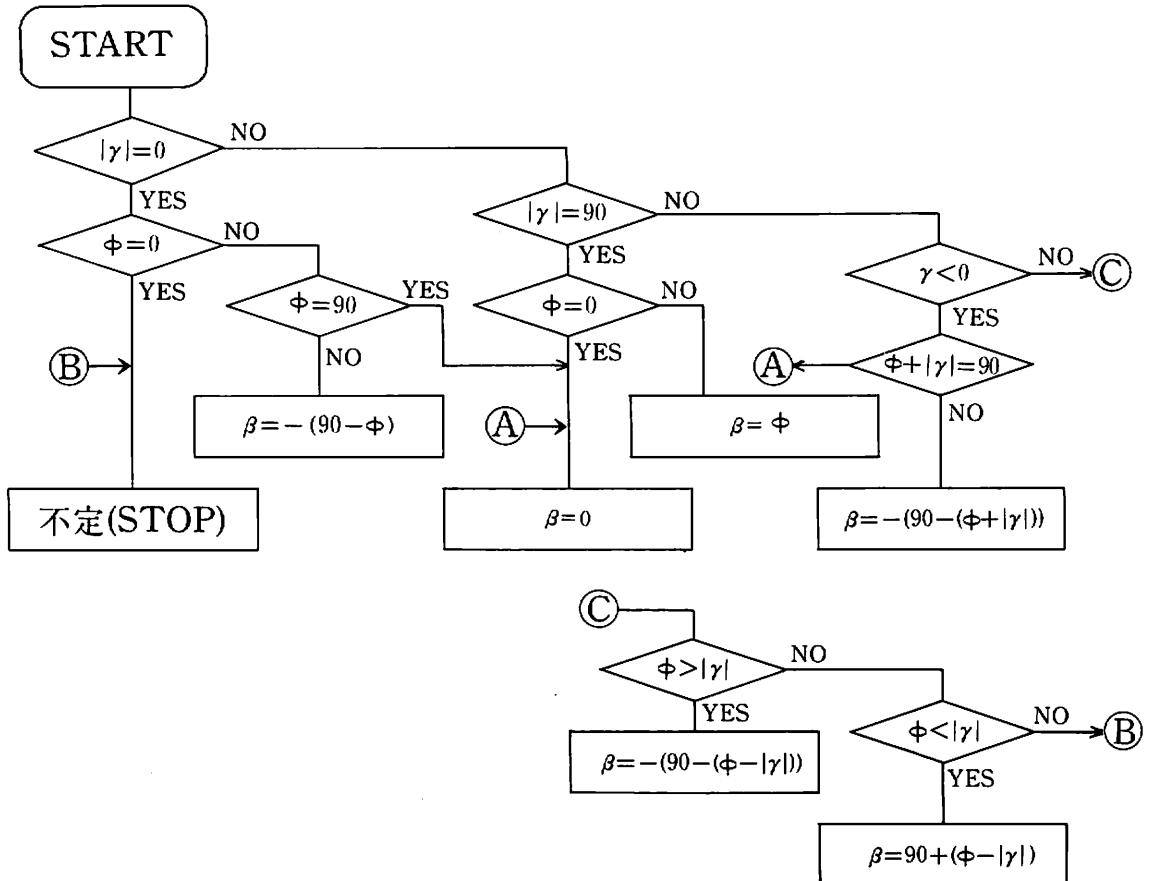 START
|γ|=0
NO
YES
|γ|=90
NO
YES
φ=0
NO
YES
γ<0
NO
C
YES
φ=90
YES
NO
φ=0
NO
YES
B
A
φ+|γ|=90
NO
β=-(90-φ)
A
β=φ
不定(STOP)
β=0
β=-(90-(φ+|γ|))
C
φ>|γ|
NO
YES
φ<|γ|
NO
B
YES
β=-(90-(φ-|γ|))
β=90+(φ-|γ|)